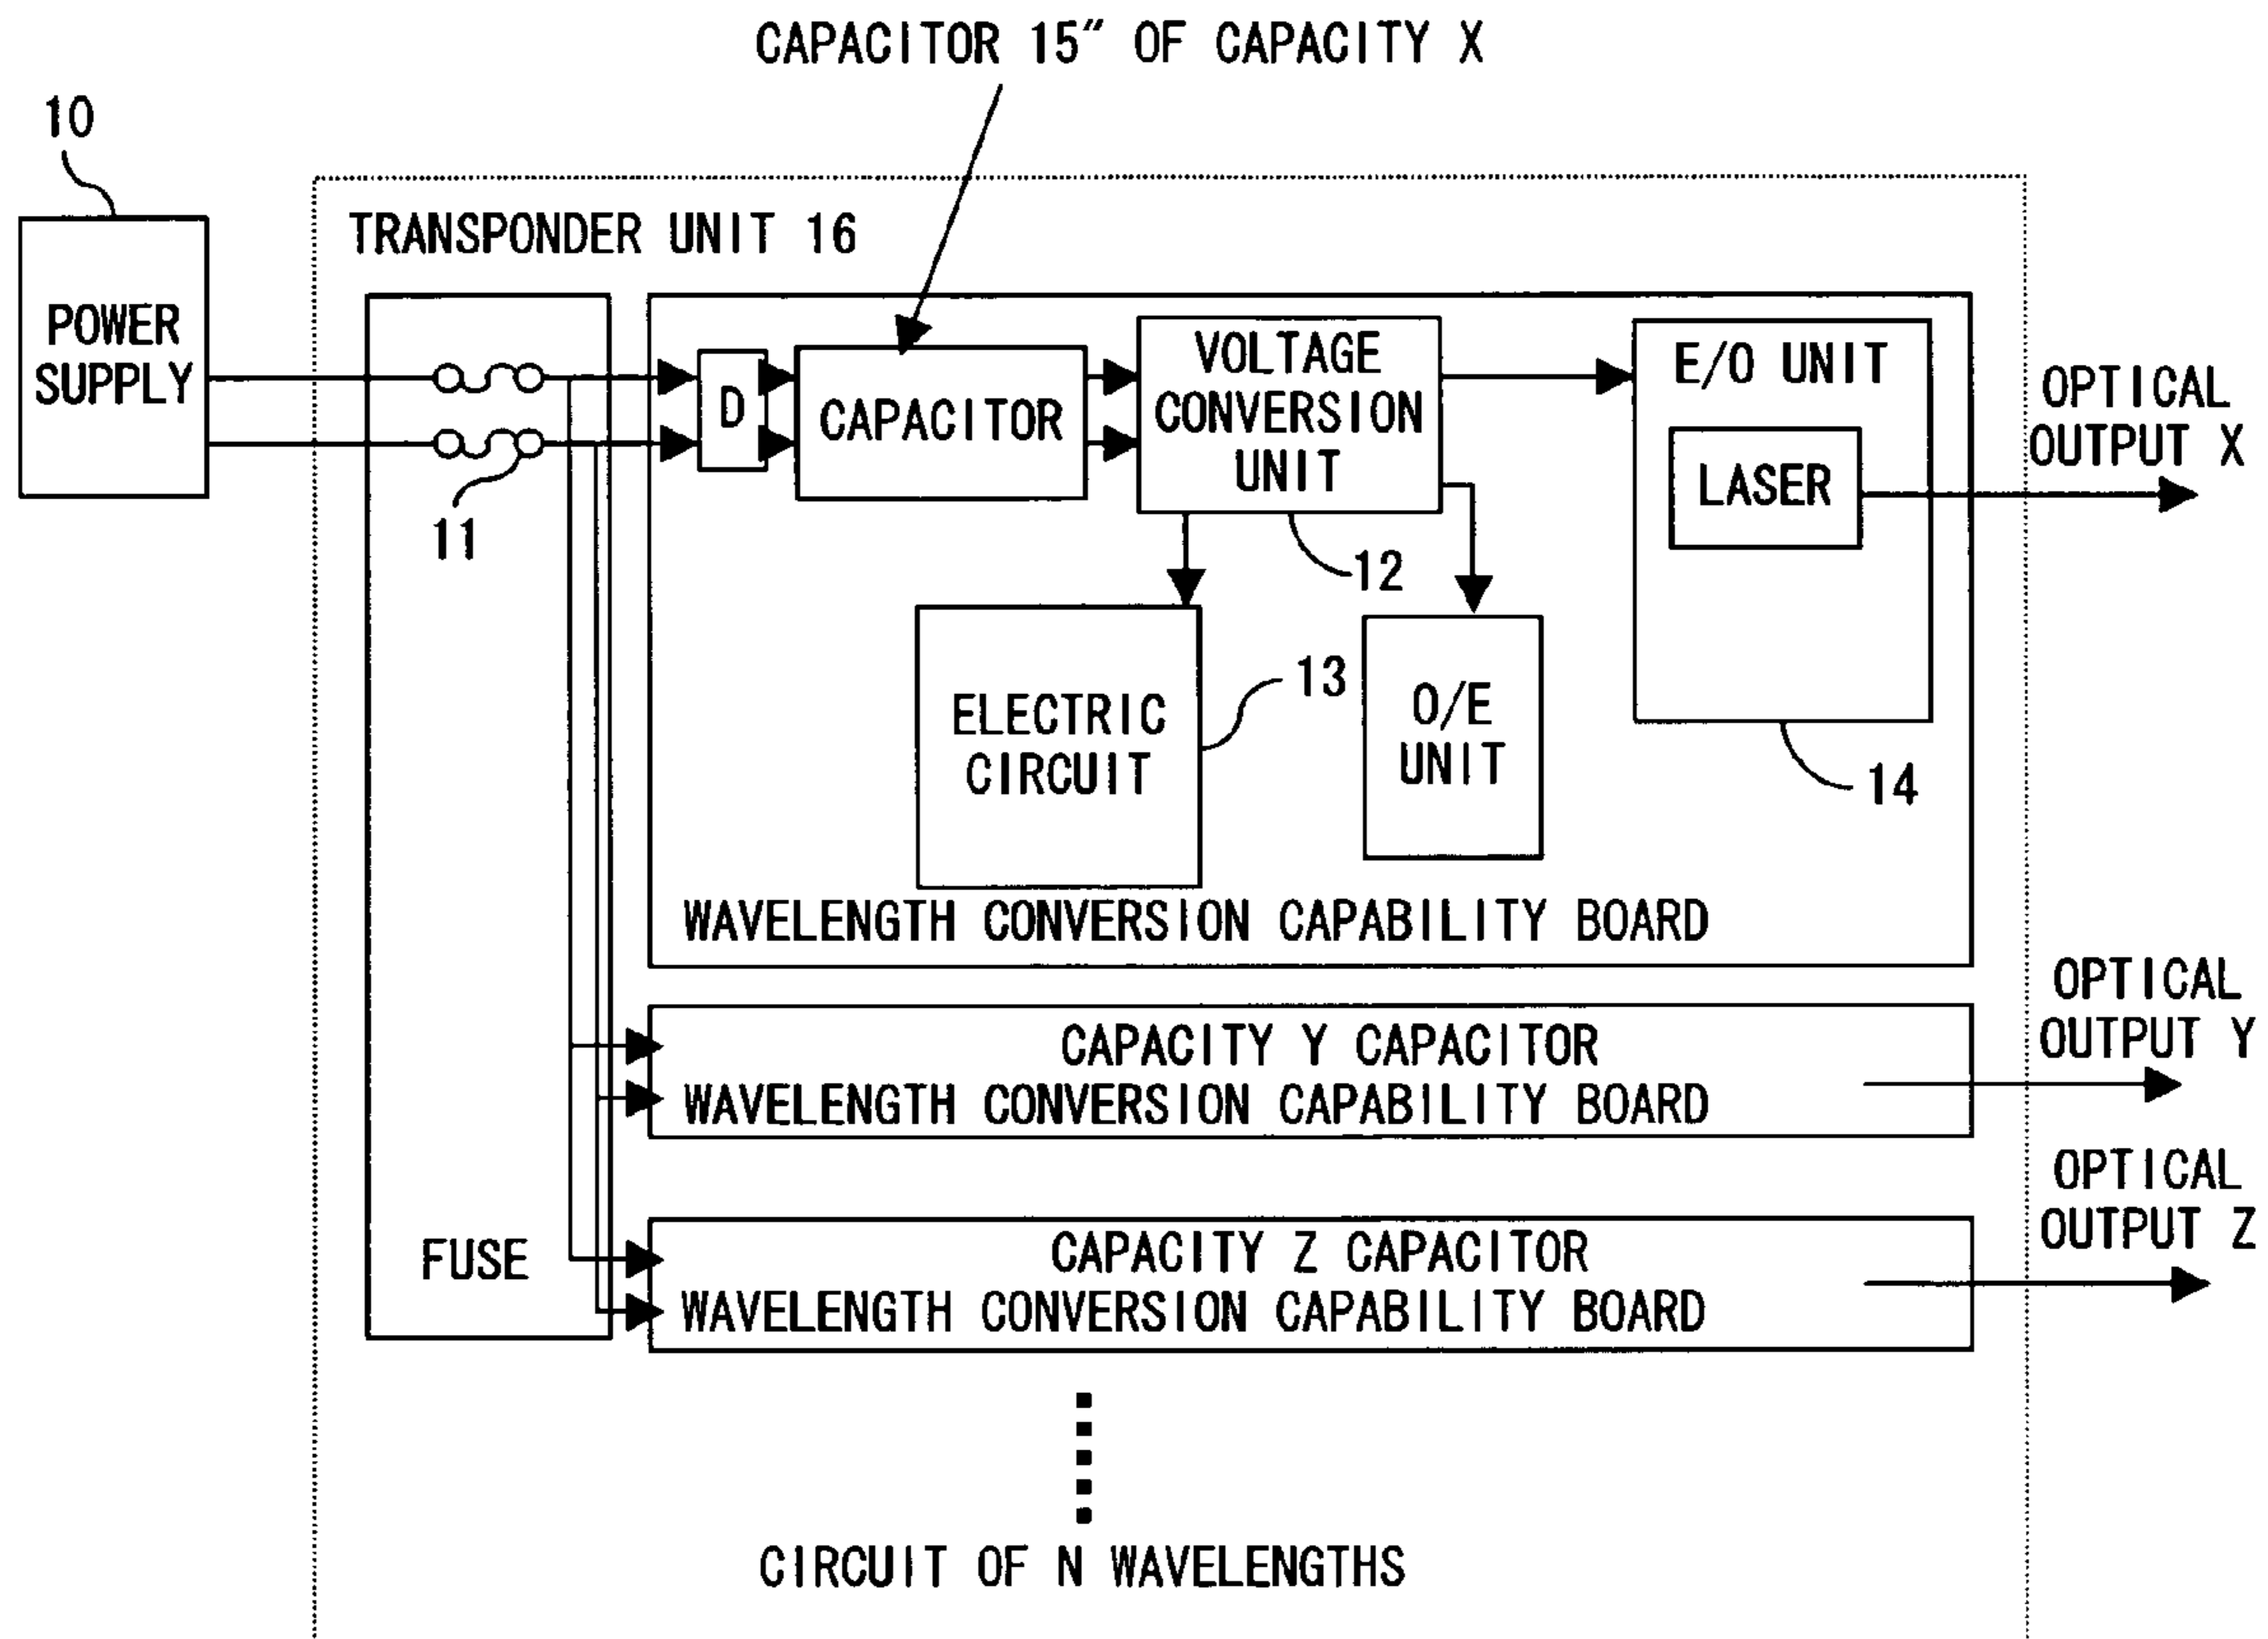 CAPACITOR 15" OF CAPACITY X
10
POWER
SUPPLY
TRANSPONDER UNIT 16
11
D
CAPACITOR
VOLTAGE
CONVERSION
UNIT
12
E/O UNIT
LASER
OPTICAL
OUTPUT X
ELECTRIC
CIRCUIT
13
O/E
UNIT
14
WAVELENGTH CONVERSION CAPABILITY BOARD
CAPACITY Y CAPACITOR
WAVELENGTH CONVERSION CAPABILITY BOARD
OPTICAL
OUTPUT Y
FUSE
CAPACITY Z CAPACITOR
WAVELENGTH CONVERSION CAPABILITY BOARD
OPTICAL
OUTPUT Z
CIRCUIT OF N WAVELENGTHS